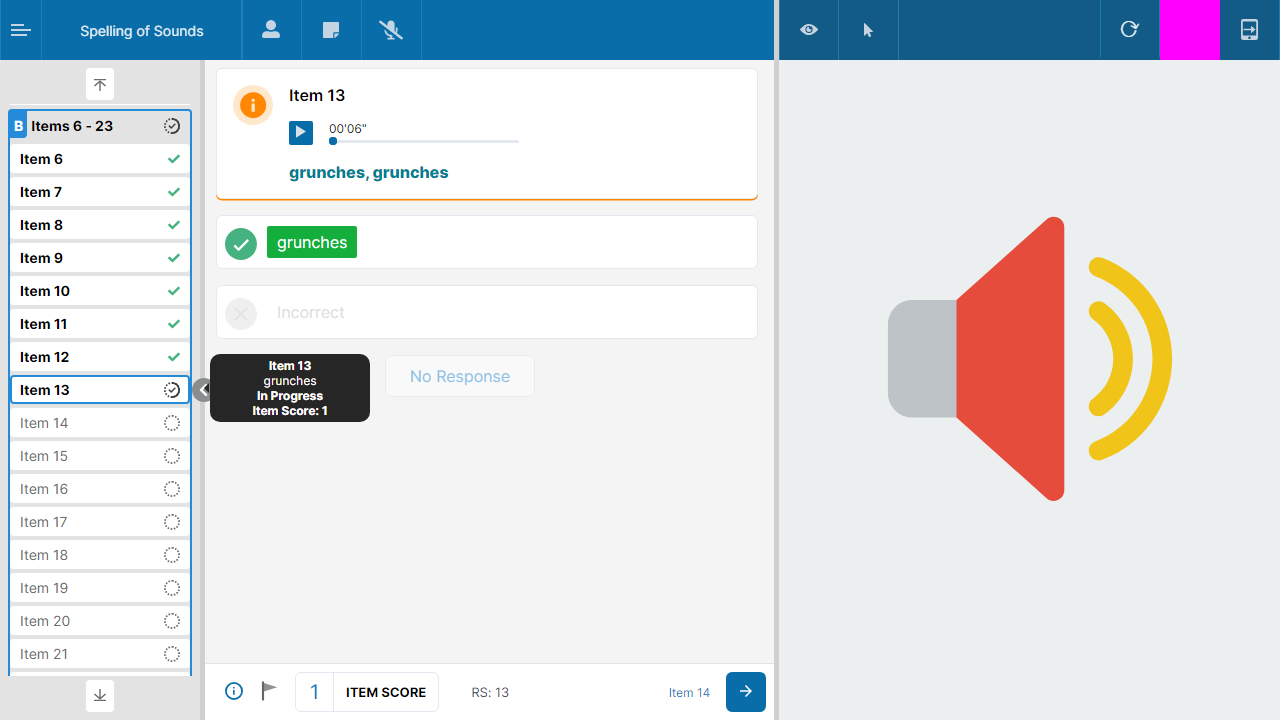 Spelling of Sounds
B Items 6 - 23
Item 6
Item 7
Item 8
Item 9
Item 10
Item 11
Item 12
Item 13
Item 14
Item 15
Item 16
Item 17
Item 18
Item 19
Item 20
Item 21
Item 13
00'06"
grunches, grunches
grunches
Incorrect
Item 13
grunches
In Progress
Item Score: 1
No Response
1 ITEM SCORE
RS: 13
Item 14